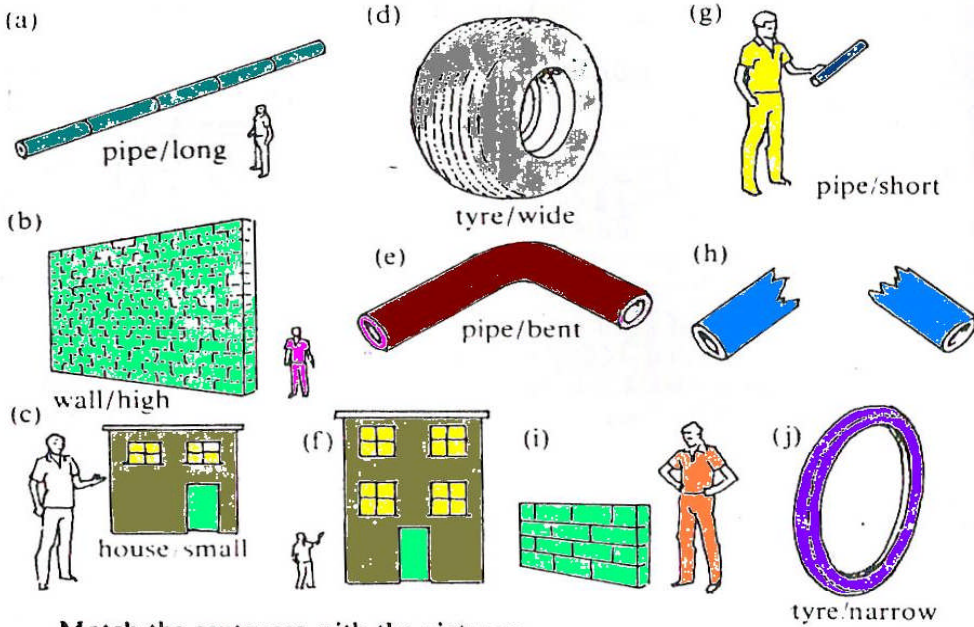 (a)
pipe/long
(b)
wall/high
(c)
house/small
(d)
tyre/wide
(e)
pipe/bent
(f)
(g)
pipe/short
(h)
(i)
(j)
tyre/narrow